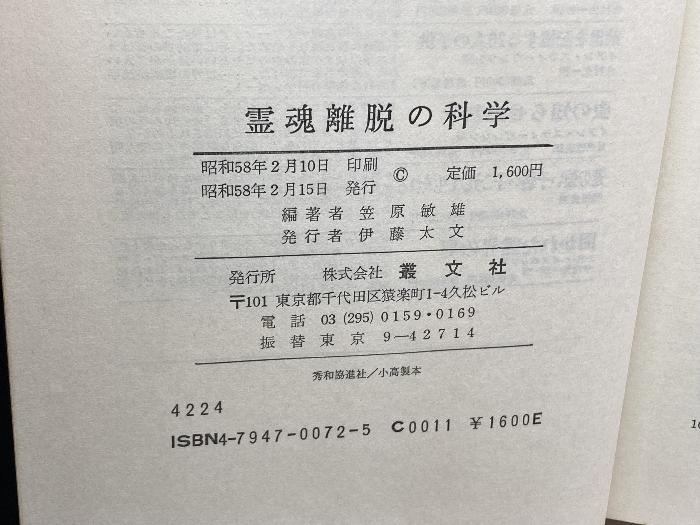 霊魂離脱の科学
昭和58年2月10日 印刷
昭和58年2月15日 発行
© 定価 1,600円
編著者 笠原敏雄
発行者 伊藤太文
発行所 株式会社 叢文社
〒101 東京都千代田区猿楽町1-4久松ビル
電話 03 (295) 0159・0169
振替 東京 9―42714
秀和協進社/小高製本
4224
ISBN4-7947-0072-5 C0011 ¥1600E